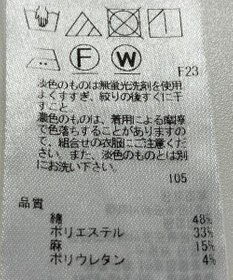 F W
F23
淡色のものは無蛍光洗剤を使用
よくすすぎ、絞りの後すぐに干
すこと。
濃色のものは、着用による摩擦
で色落ちすることがありますの
で、組合せの衣服にご注意くださ
い。また、淡色のものとは別
にお洗い下さい。
105
品質
綿 48%
ポリエステル 33%
麻 15%
ポリウレタン 4%